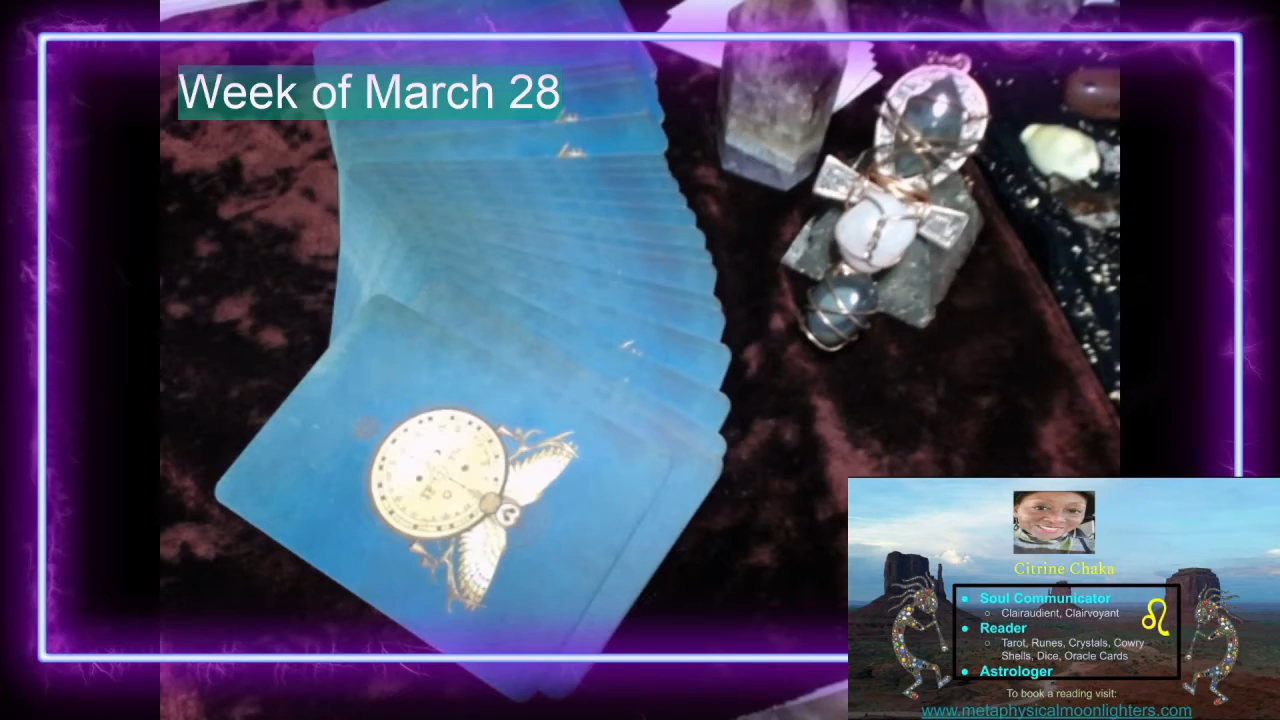 Week of March 28
Citrine Chaka
Soul Communicator
Clairaudient, Clairvoyant
Reader
Tarot, Runes, Crystals, Cowry
Shells, Dice, Oracle Cards
Astrologer
To book a reading visit:
www.metaphysicalmoonlighters.com